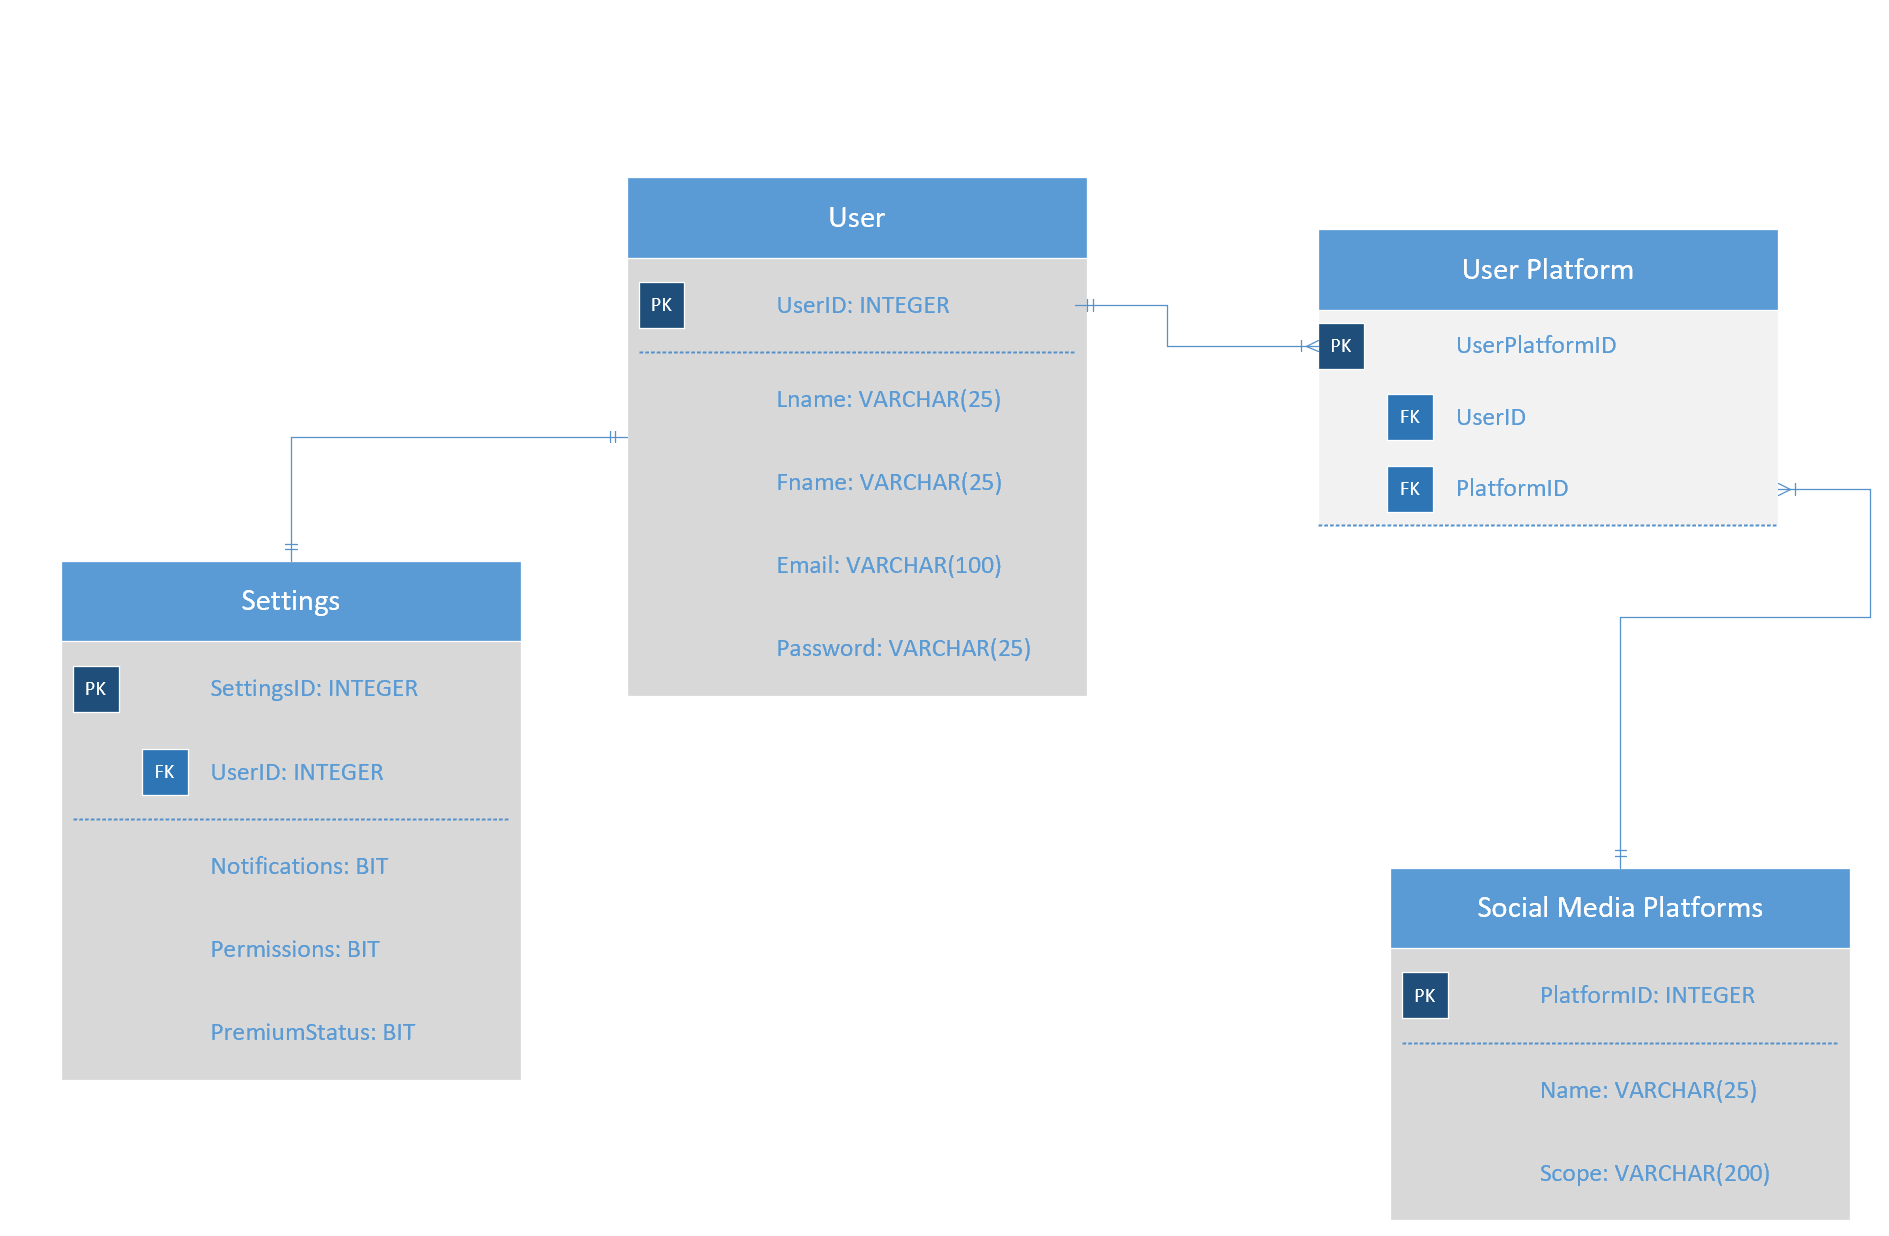 User
PK UserID: INTEGER
Lname: VARCHAR(25)
Fname: VARCHAR(25)
Email: VARCHAR(100)
Password: VARCHAR(25)
User Platform
PK UserPlatformID
FK UserID
FK PlatformID
Settings
PK SettingsID: INTEGER
FK UserID: INTEGER
Notifications: BIT
Permissions: BIT
PremiumStatus: BIT
Social Media Platforms
PK PlatformID: INTEGER
Name: VARCHAR(25)
Scope: VARCHAR(200)